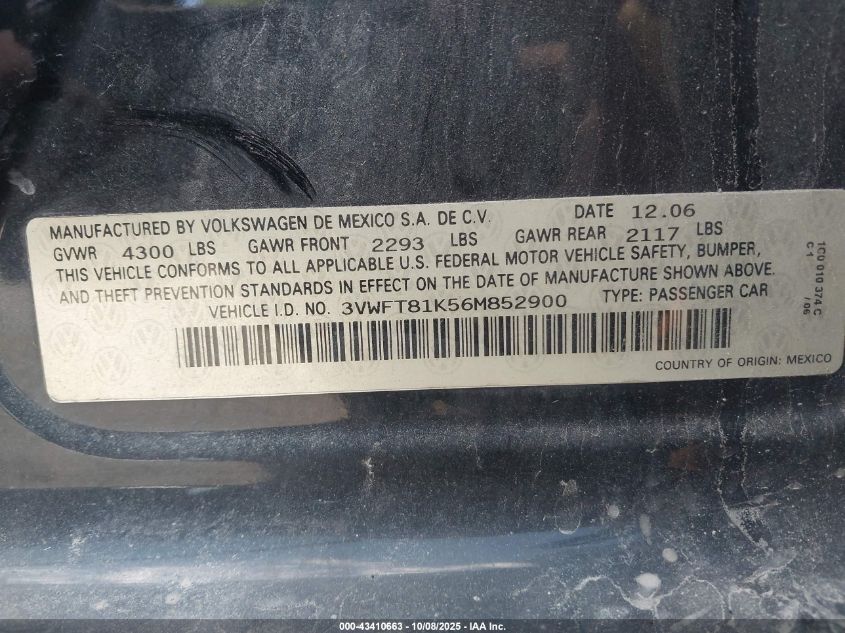 MANUFACTURED BY VOLKSWAGEN DE MEXICO S.A. DE C.V. DATE 12.06
GVWR 4300 LBS GAWR FRONT 2293 LBS GAWR REAR 2117 LBS
THIS VEHICLE CONFORMS TO ALL APPLICABLE U.S. FEDERAL MOTOR VEHICLE SAFETY, BUMPER,
AND THEFT PREVENTION STANDARDS IN EFFECT ON THE DATE OF MANUFACTURE SHOWN ABOVE.
VEHICLE I.D. NO. 3VWFT81K56M852900 TYPE: PASSENGER CAR
COUNTRY OF ORIGIN: MEXICO
1C0 010 374 C
C1 /06
000-43410663 - 10/08/2025 - IAA Inc.